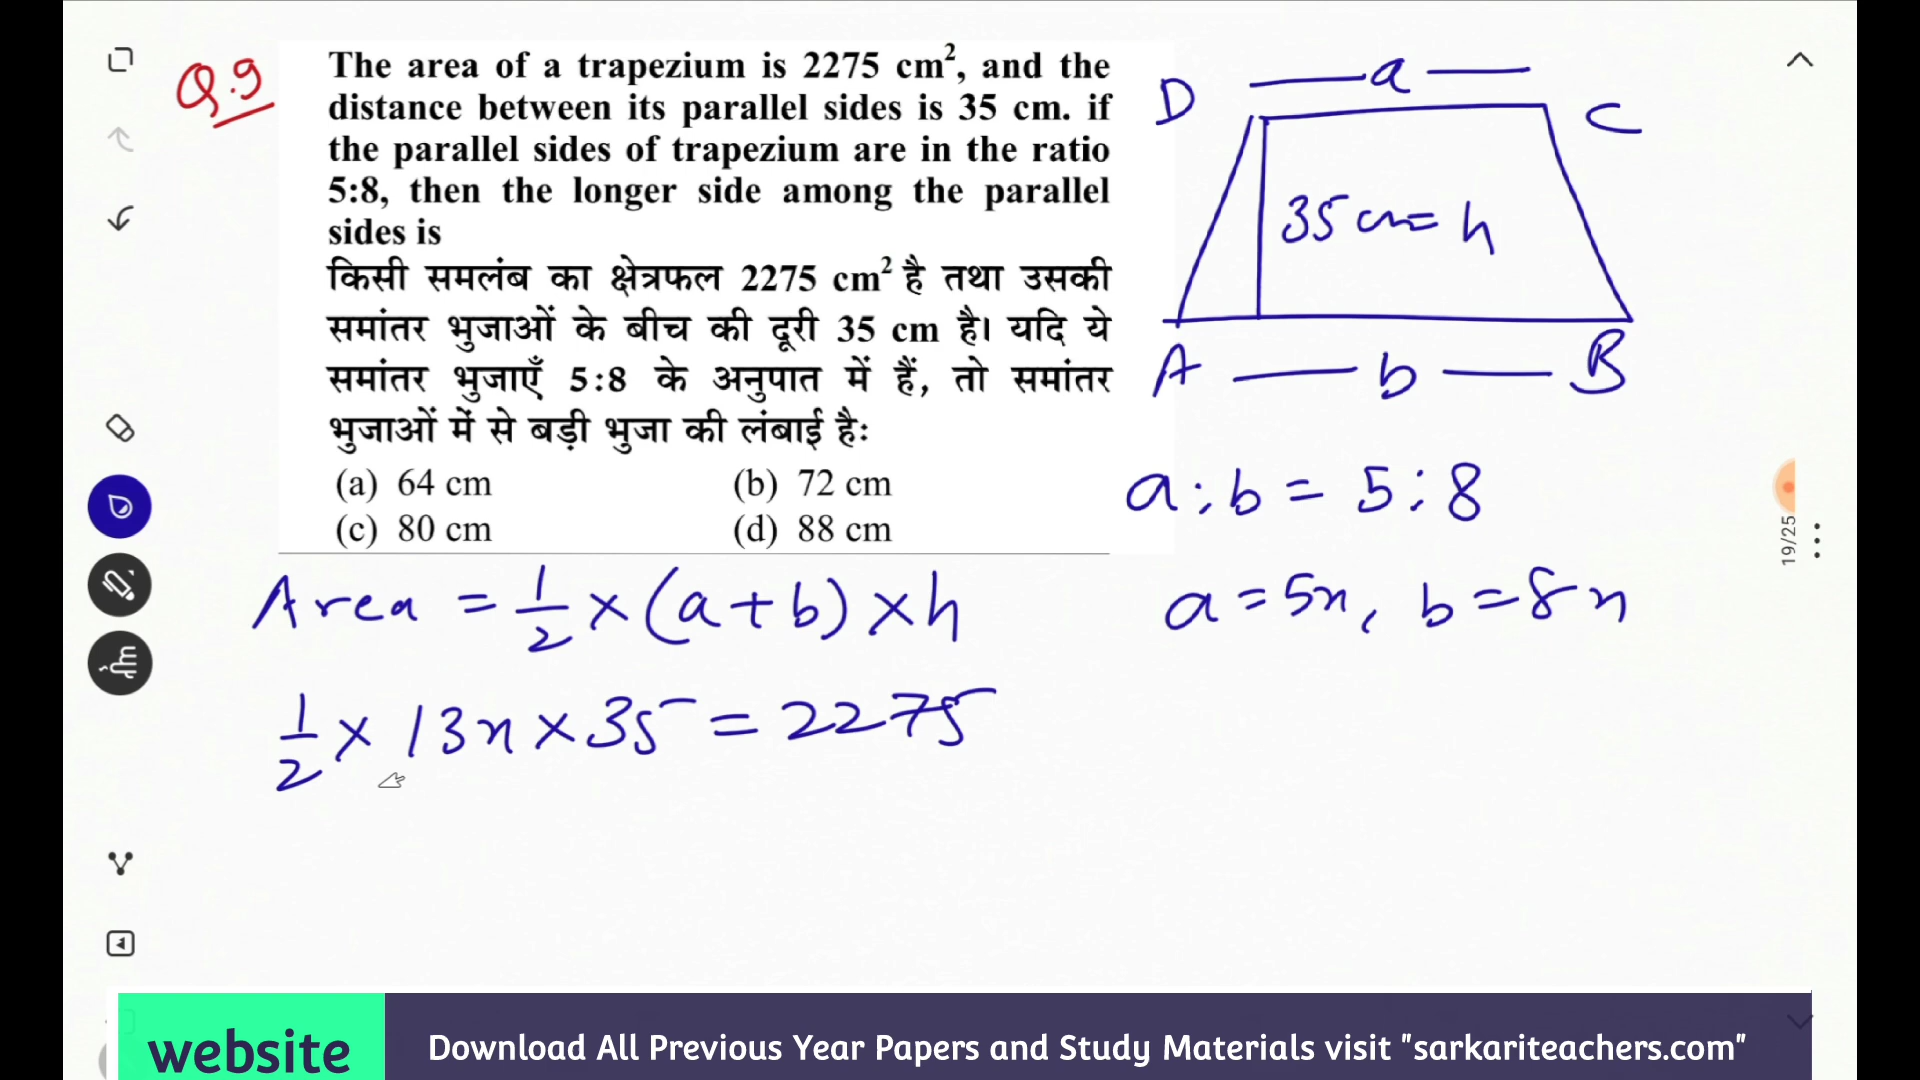 Q.9
The area of a trapezium is 2275 cm², and the
distance between its parallel sides is 35 cm. if
the parallel sides of trapezium are in the ratio
5:8, then the longer side among the parallel
sides is
किसी समलंब का क्षेत्रफल 2275 cm² है तथा उसकी
समांतर भुजाओं के बीच की दूरी 35 cm है। यदि ये
समांतर भुजाएँ 5:8 के अनुपात में हैं, तो समांतर
भुजाओं में से बड़ी भुजा की लंबाई हैः
(a) 64 cm (b) 72 cm
(c) 80 cm (d) 88 cm
a
D C
35 cm = h
A b B
a:b = 5:8
a = 5x, b = 8x
Area = 1/2 × (a+b) × h
1/2 × 13x × 35 = 2275
19/25
website
Download All Previous Year Papers and Study Materials visit "sarkariteachers.com"